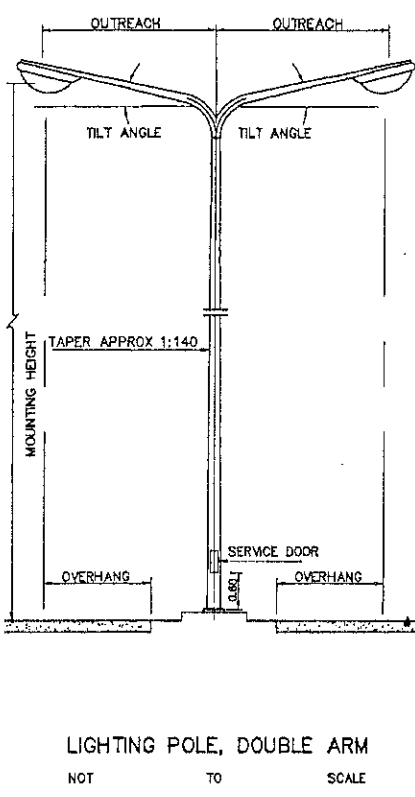 OUTREACH OUTREACH
TILT ANGLE TILT ANGLE
TAPER APPROX 1:140
MOUNTING HEIGHT
SERVICE DOOR
OVERHANG 0.60 OVERHANG
LIGHTING POLE, DOUBLE ARM
NOT TO SCALE